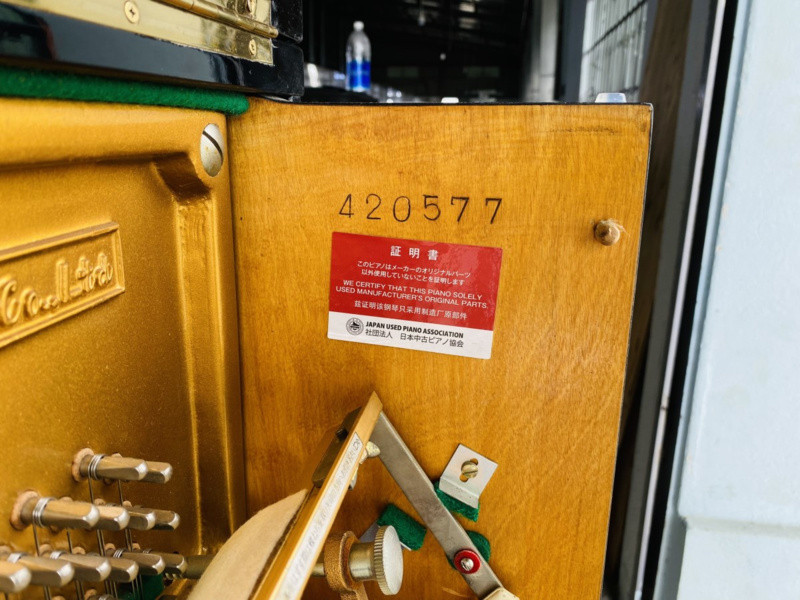 420577
証明書
このピアノはメーカーのオリジナルパーツ
以外使用していないことを証明します
WE CERTIFY THAT THIS PIANO SOLELY
USED MANUFACTURER'S ORIGINAL PARTS.
兹证明该钢琴只采用制造厂原部件
JAPAN USED PIANO ASSOCIATION
社団法人 日本中古ピアノ協会
Co. Ltd